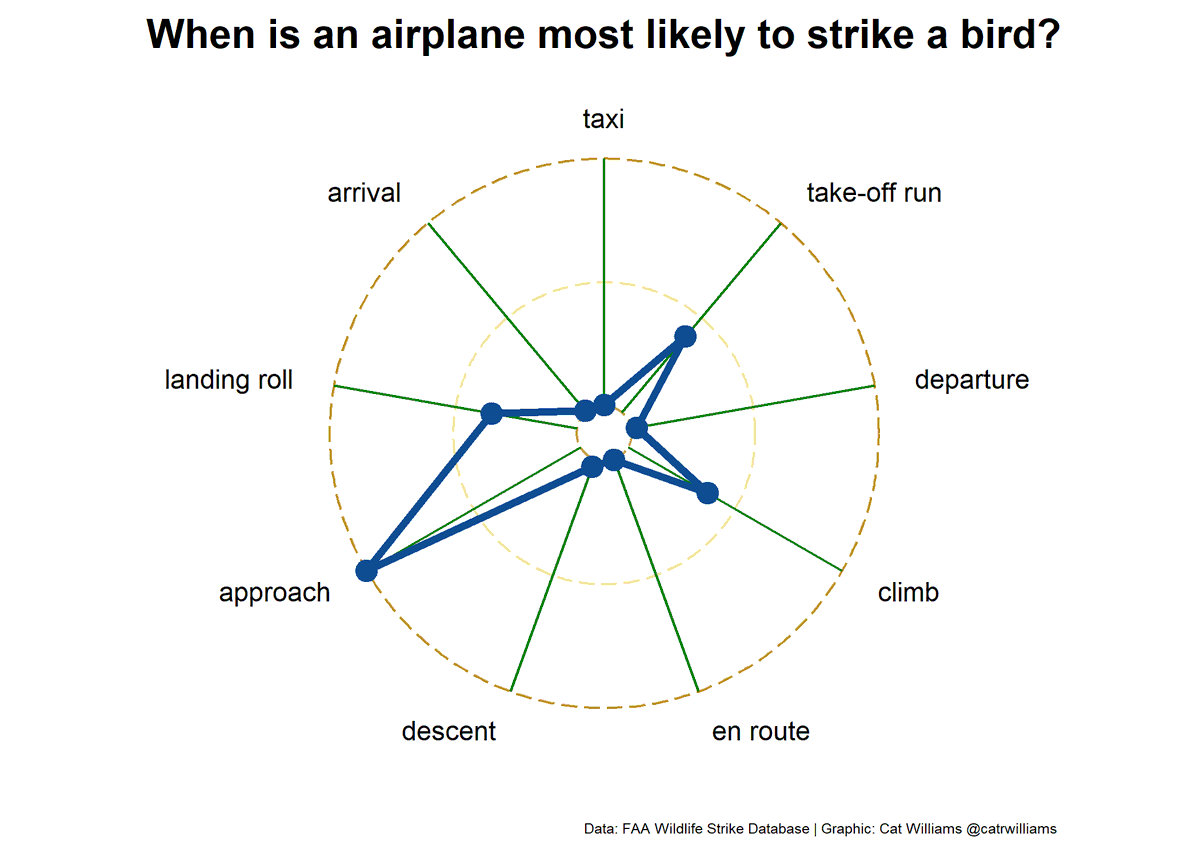 When is an airplane most likely to strike a bird?
taxi
arrival
take-off run
landing roll
departure
approach
climb
descent
en route
Data: FAA Wildlife Strike Database | Graphic: Cat Williams @catrwilliams